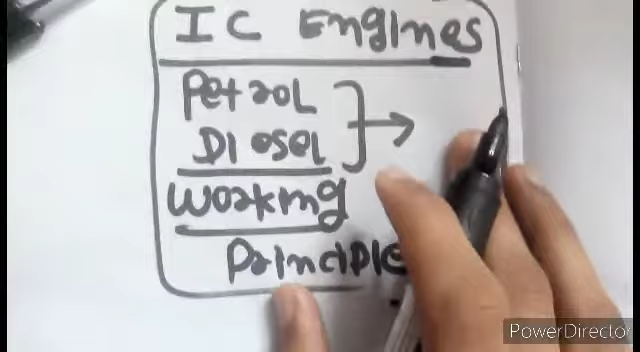 IC Engines
Petrol
Diesel
Working
Principle
PowerDirector